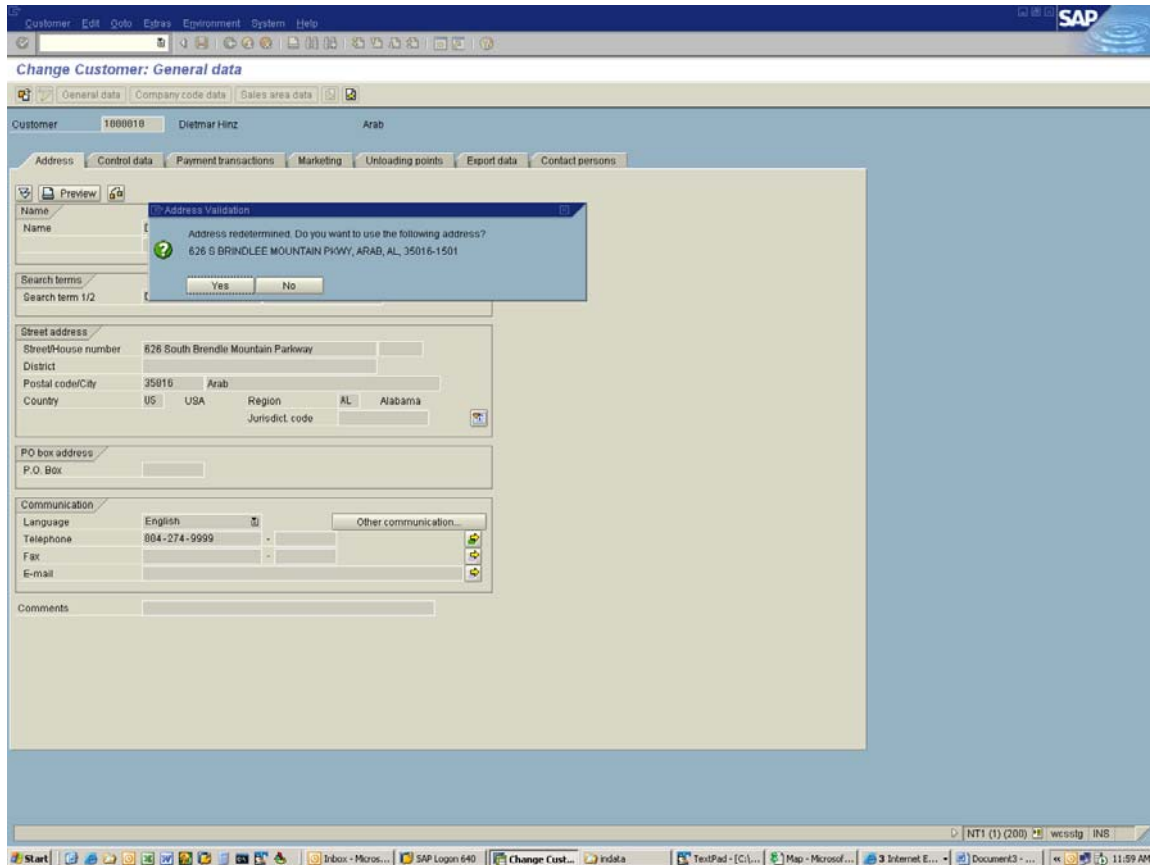 Customer Edit Goto Extras Environment System Help
SAP
Change Customer: General data
General data Company code data Sales area data
Customer 1000010 Dietmar Hinz Arab
Address Control data Payment transactions Marketing Unloading points Export data Contact persons
Preview
Name
Name
Address Validation
Address redetermined. Do you want to use the following address?
626 S BRINDLEE MOUNTAIN PKWY, ARAB, AL, 35016-1501
Yes No
Search terms
Search term 1/2
Street address
Street/House number 626 South Brendle Mountain Parkway
District
Postal code/City 35016 Arab
Country US USA Region AL Alabama
Jurisdict. code
PO box address
P.O. Box
Communication
Language English Other communication...
Telephone 804-274-9999 -
Fax -
E-mail
Comments
NT1 (1) (200) wcsstg INS
Start Inbox - Micros... SAP Logon 640 Change Cust... indata TextPad - [C:\... Map - Microsof... 3 Internet E... Document3 - ... 11:59 AM